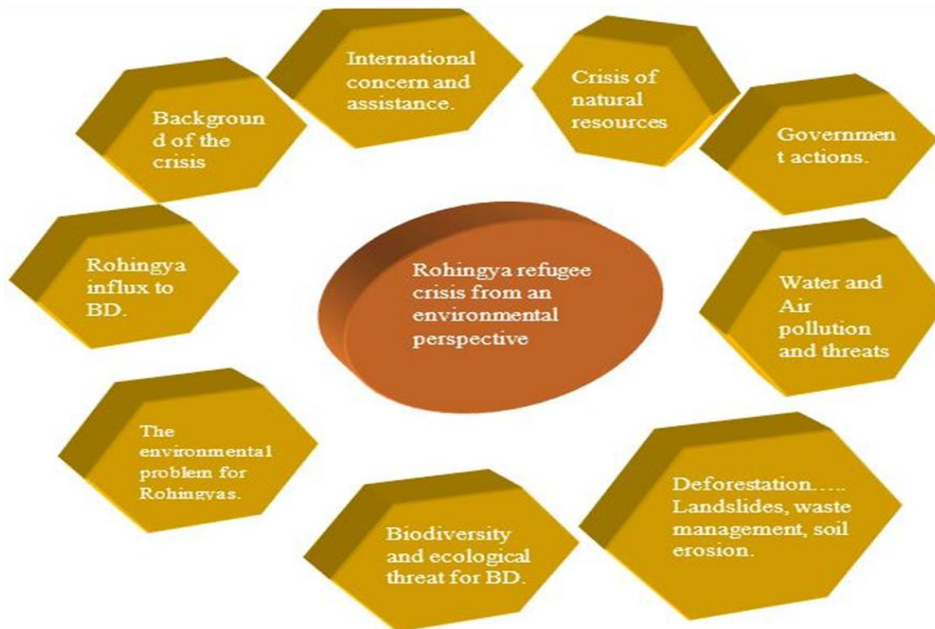 International
concern and
assistance.
Crisis of
natural
resources
Backgroun
d of the
crisis
Governmen
t actions.
Rohingya
influx to
BD.
Rohingya refugee
crisis from an
environmental
perspective
Water and
Air
pollution
and threats
The
environmental
problem for
Rohingyas.
Biodiversity
and ecological
threat for BD.
Deforestation…..
Landslides, waste
management, soil
erosion.